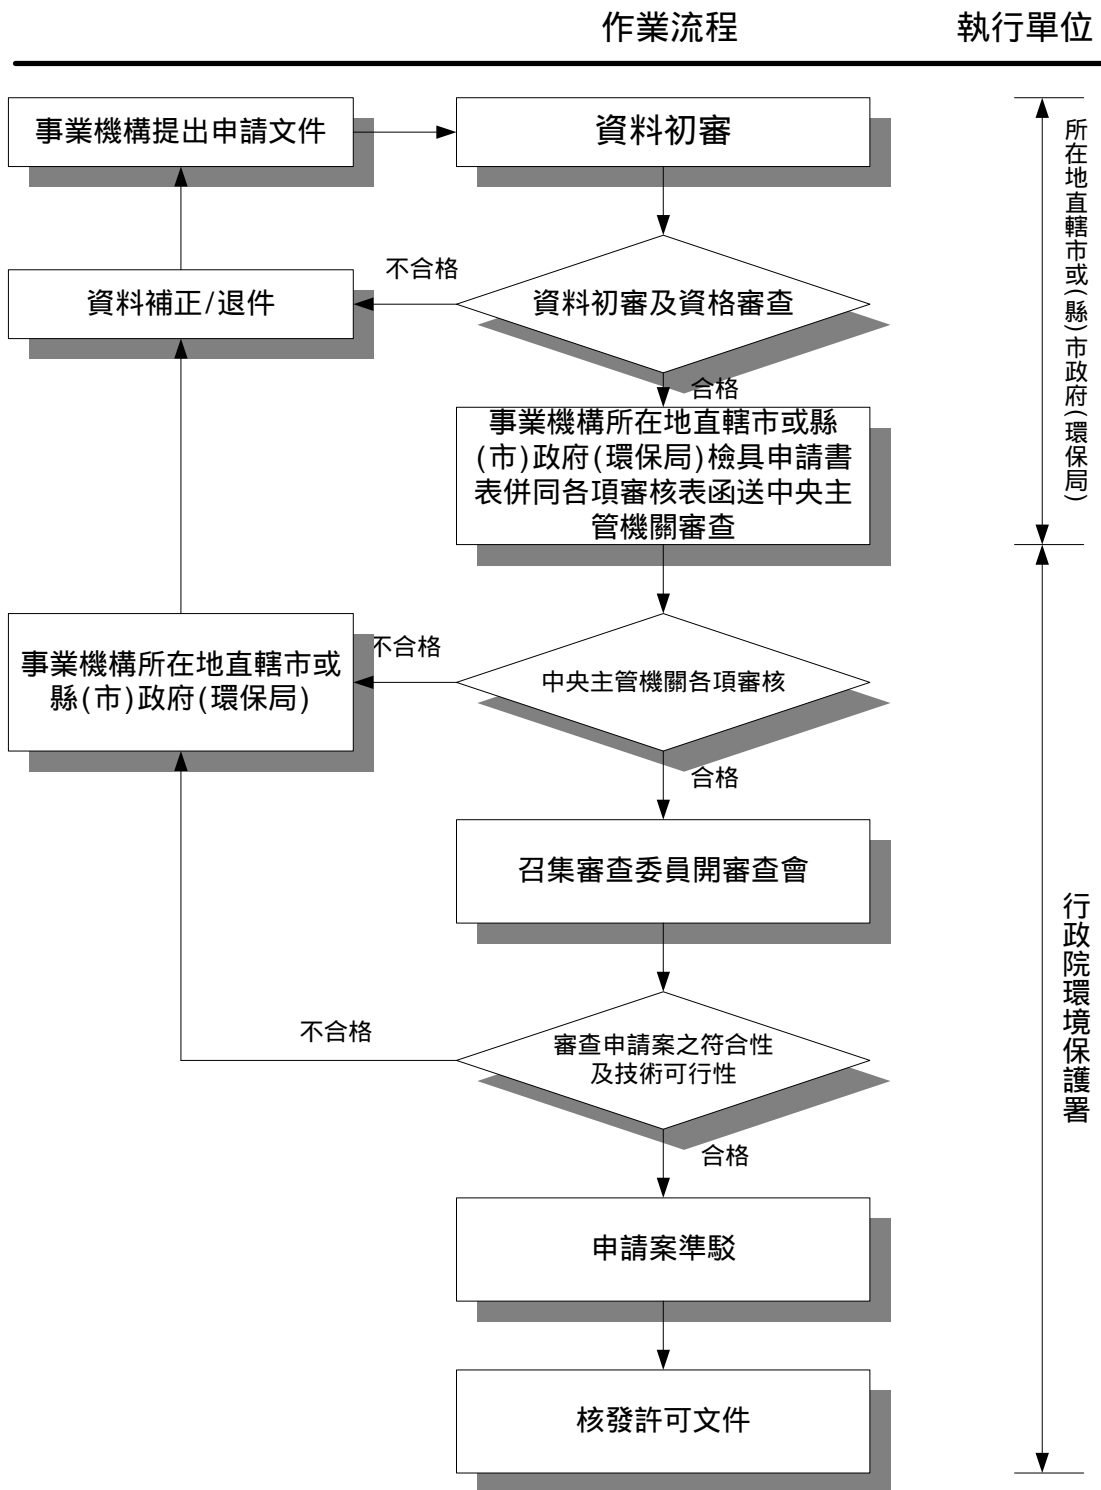 作業流程
執行單位
事業機構提出申請文件
資料初審
所在地直轄市或(縣)市政府(環保局)
不合格
資料補正/退件
資料初審及資格審查
合格
事業機構所在地直轄市或縣
(市)政府(環保局)檢具申請書
表併同各項審核表函送中央主
管機關審查
事業機構所在地直轄市或
縣(市)政府(環保局)
不合格
中央主管機關各項審核
合格
召集審查委員開審查會
行政院環境保護署
不合格
審查申請案之符合性
及技術可行性
合格
申請案準駁
核發許可文件